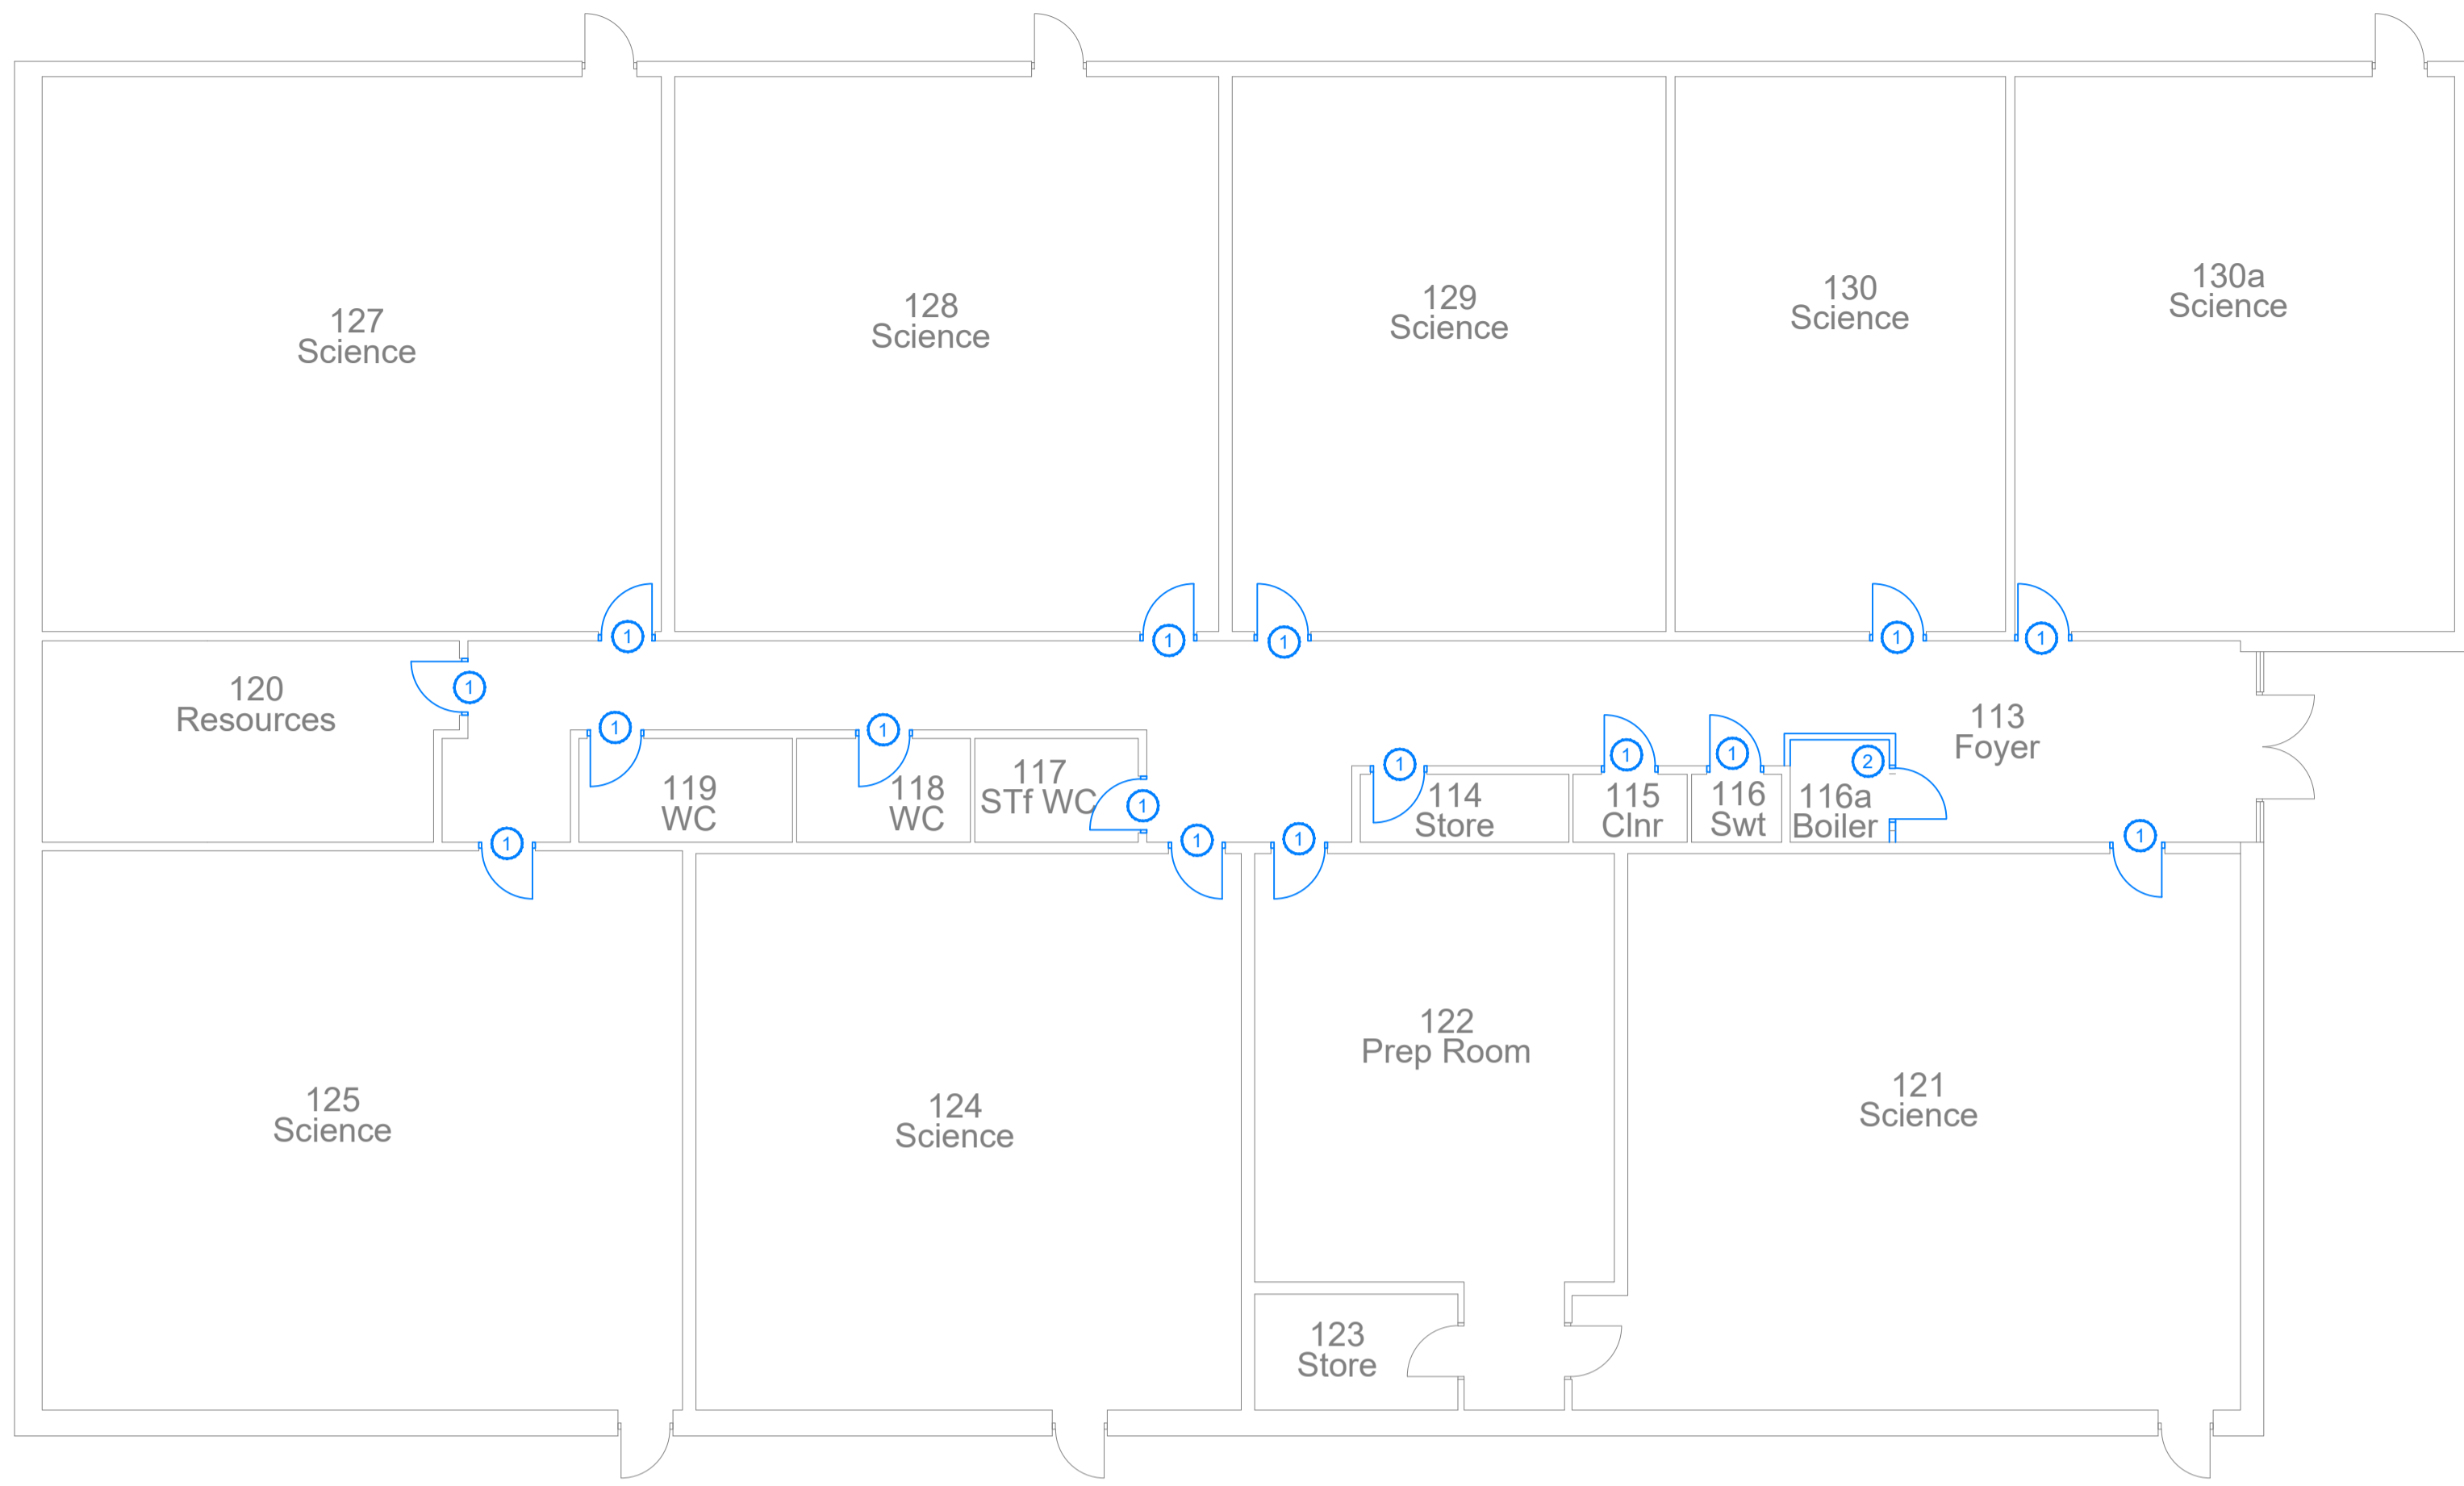 127
Science
128
Science
129
Science
130
Science
130a
Science
1
1
1
1
1
120
Resources
1
113
Foyer
1
1
1
1
1
2
1
119
WC
118
WC
117
STf WC
1
114
Store
115
Clnr
116
Swt
116a
Boiler
1
1
1
1
125
Science
124
Science
122
Prep Room
121
Science
123
Store